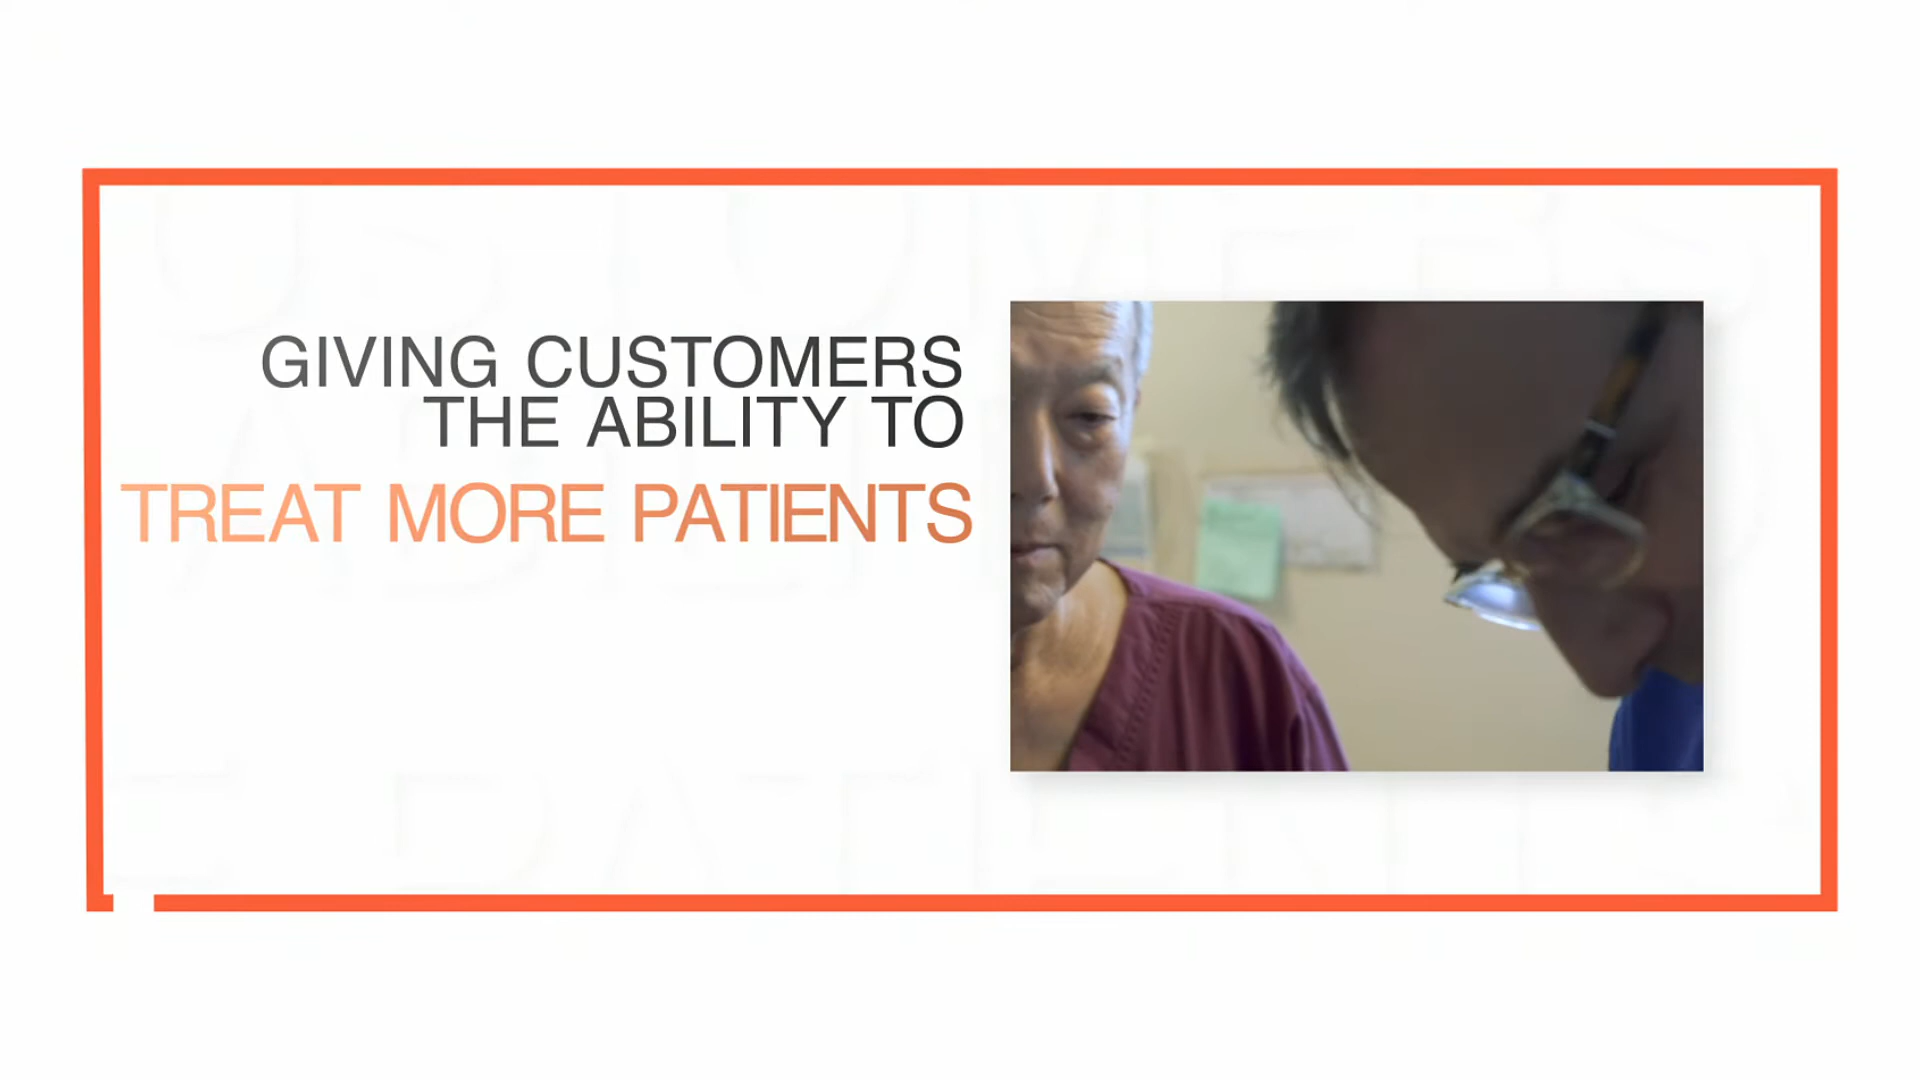 GIVING CUSTOMERS
THE ABILITY TO
TREAT MORE PATIENTS